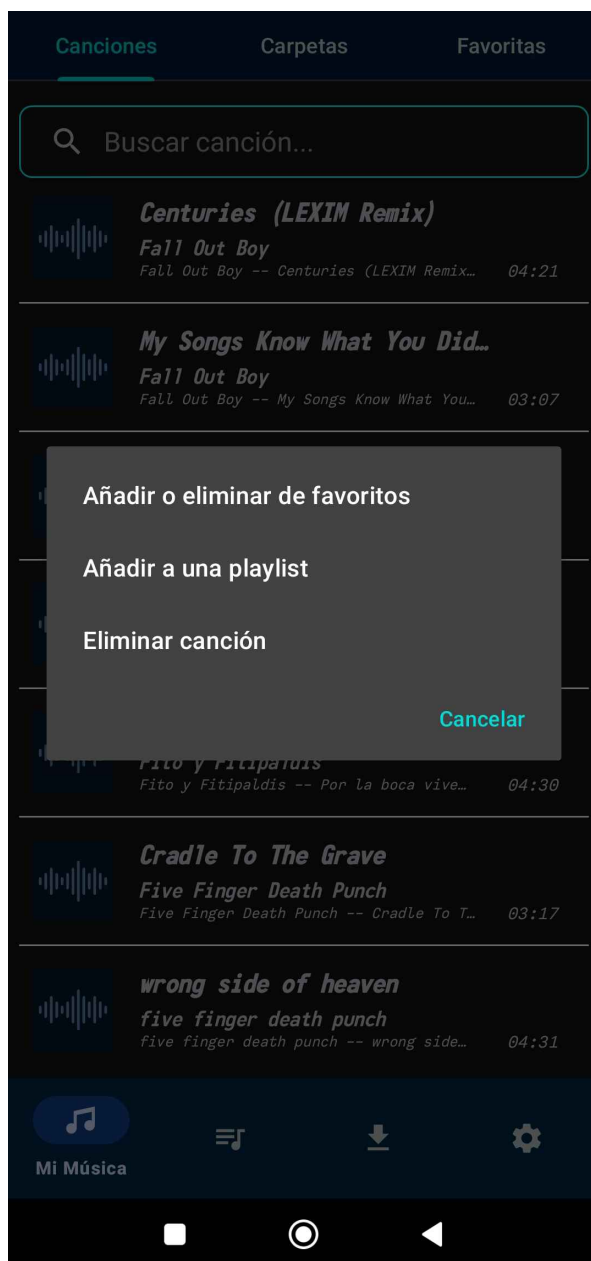 Canciones Carpetas Favoritas
Buscar canción...
Centuries (LEXIM Remix)
Fall Out Boy
Fall Out Boy -- Centuries (LEXIM Remix… 04:21
My Songs Know What You Did…
Fall Out Boy
Fall Out Boy -- My Songs Know What You… 03:07
Añadir o eliminar de favoritos
Añadir a una playlist
Eliminar canción
Cancelar
Fito y Fitipaldis
Fito y Fitipaldis -- Por la boca vive… 04:30
Cradle To The Grave
Five Finger Death Punch
Five Finger Death Punch -- Cradle To T… 03:17
wrong side of heaven
five finger death punch
five finger death punch -- wrong side… 04:31
Mi Música